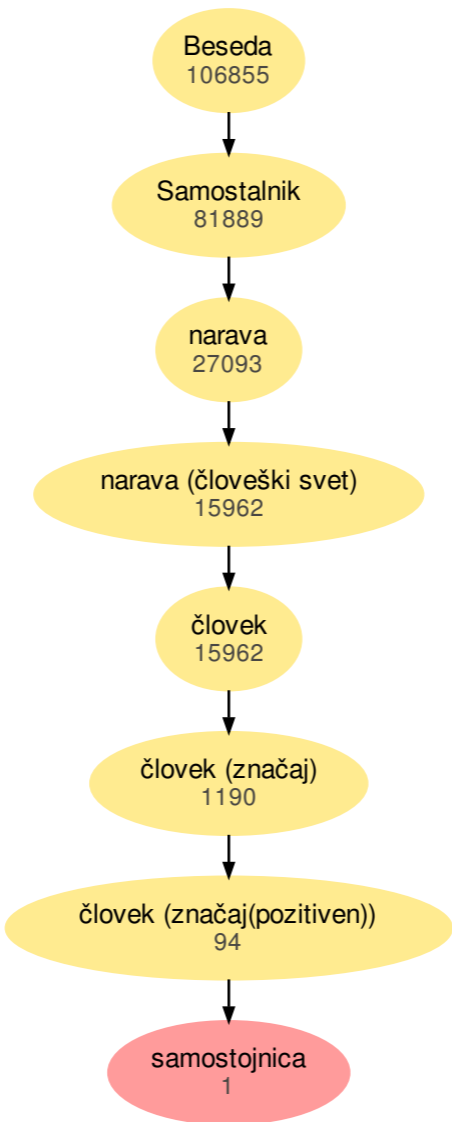 Beseda
106855
Samostalnik
81889
narava
27093
narava (človeški svet)
15962
človek
15962
človek (značaj)
1190
človek (značaj(pozitiven))
94
samostojnica
1